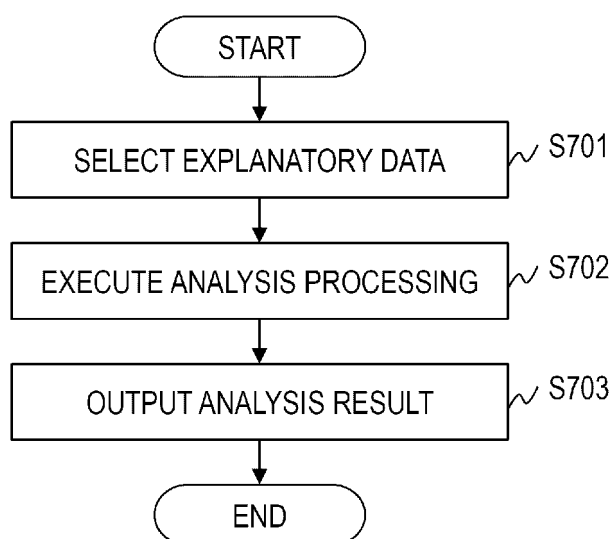 START
SELECT EXPLANATORY DATA
S701
EXECUTE ANALYSIS PROCESSING
S702
OUTPUT ANALYSIS RESULT
S703
END